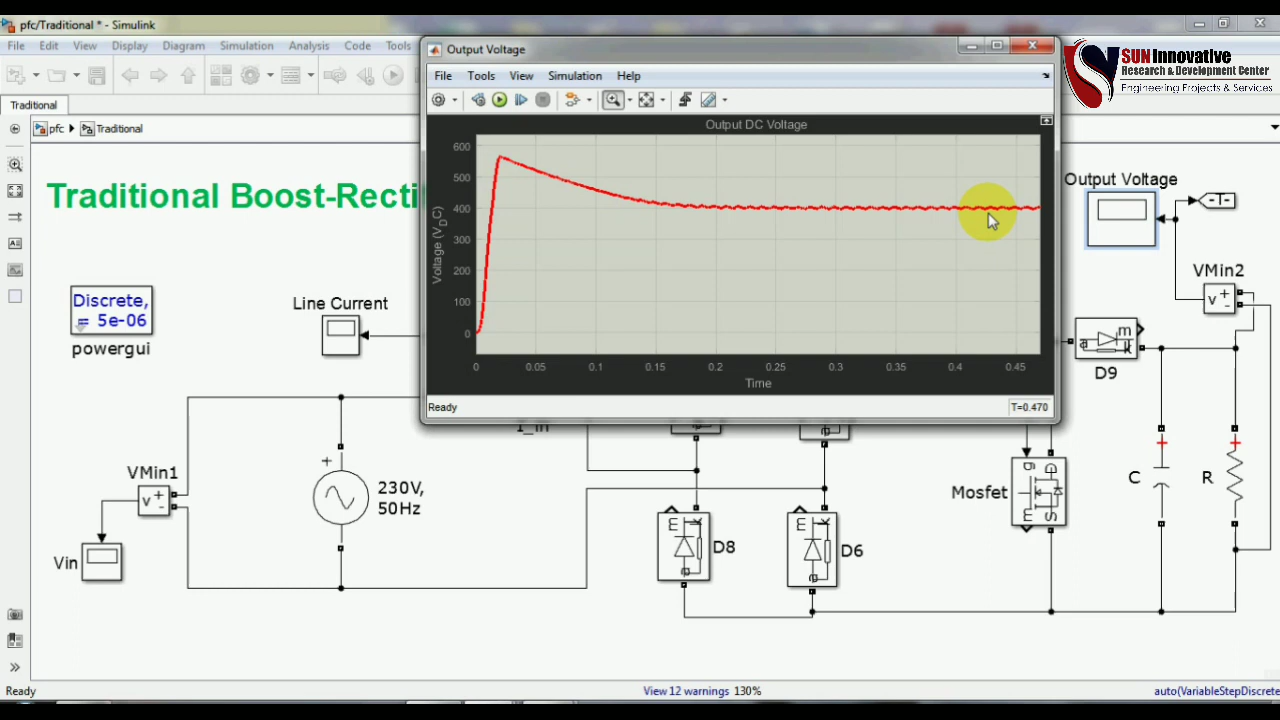 pfc/Traditional * - Simulink
File Edit View Display Diagram Simulation Analysis Code Tools
Traditional
pfc ▶ Traditional
Traditional Boost-Recti
Discrete,
= 5e-06
powergui
Line Current
VMin1
Vin
230V,
50Hz
Output Voltage
File Tools View Simulation Help
Output DC Voltage
Voltage (V_DC)
600
500
400
300
200
100
0
0 0.05 0.1 0.15 0.2 0.25 0.3 0.35 0.4 0.45
Time
Ready T=0.470
SUN Innovative
Research & Development Center
Engineering Projects & Services
Output Voltage
-T-
VMin2
v + -
m
a k
D9
I_in
Mosfet
g D
m S
C
R
D8
D6
Ready View 12 warnings 130% auto(VariableStepDiscrete